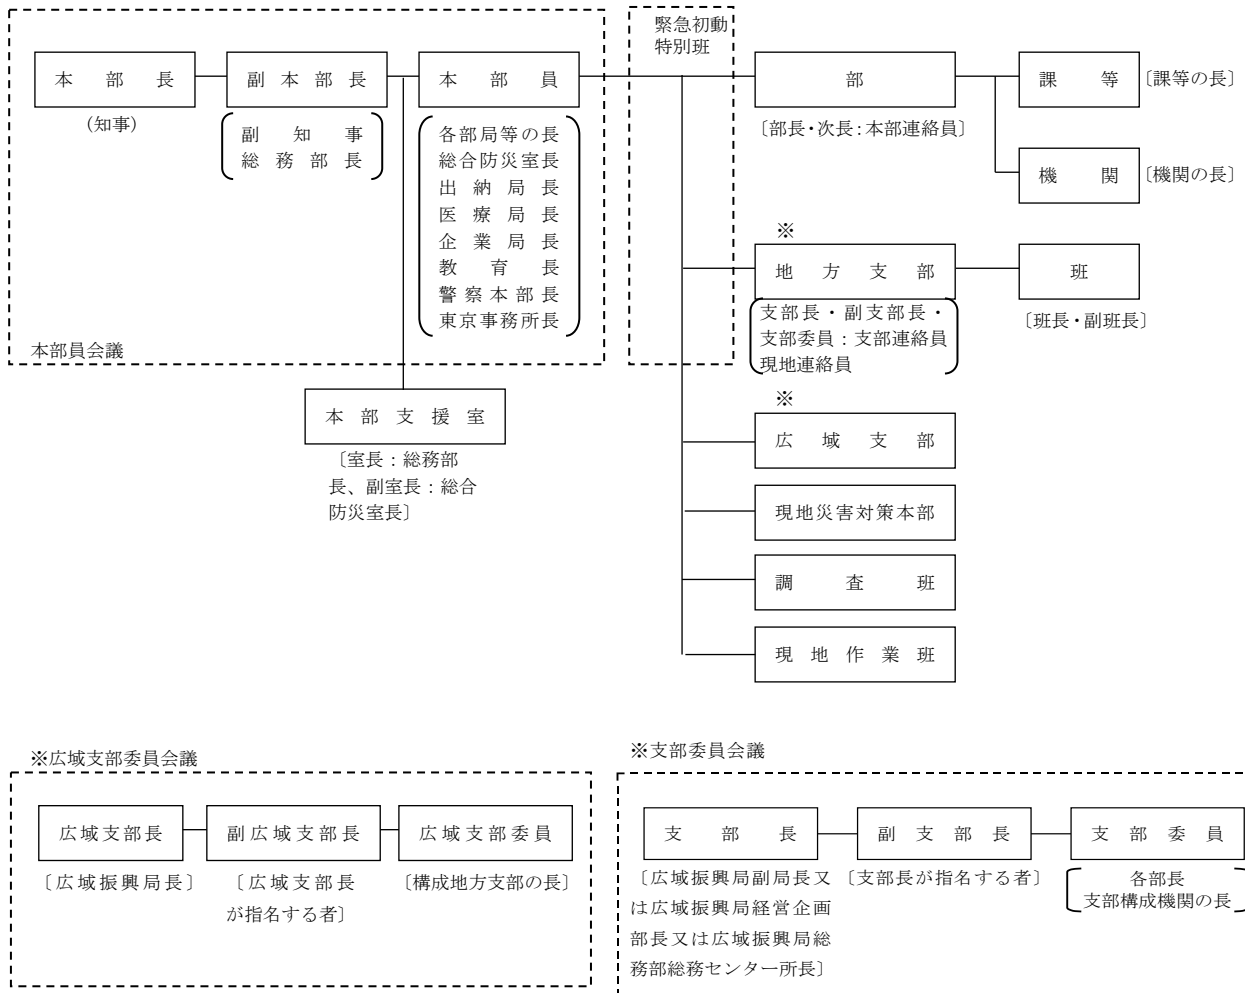 緊急初動
特別班
本部長
副本部長
本部員
部
課等
〔課等の長〕
(知事)
副知事
総務部長
各部局等の長
総合防災室長
出納局長
医療局長
企業局長
教育長
警察本部長
東京事務所長
〔部長・次長:本部連絡員〕
機関
〔機関の長〕
※
地方支部
班
支部長・副支部長・
支部委員:支部連絡員
現地連絡員
〔班長・副班長〕
本部員会議
本部支援室
〔室長:総務部
長、副室長:総合
防災室長〕
※
広域支部
現地災害対策本部
調査班
現地作業班
※広域支部委員会議
広域支部長
副広域支部長
広域支部委員
〔広域振興局長〕
〔広域支部長
が指名する者〕
〔構成地方支部の長〕
※支部委員会議
支部長
副支部長
支部委員
〔広域振興局副局長又
は広域振興局経営企画
部長又は広域振興局総
務部総務センター所長〕
〔支部長が指名する者〕
各部長
支部構成機関の長